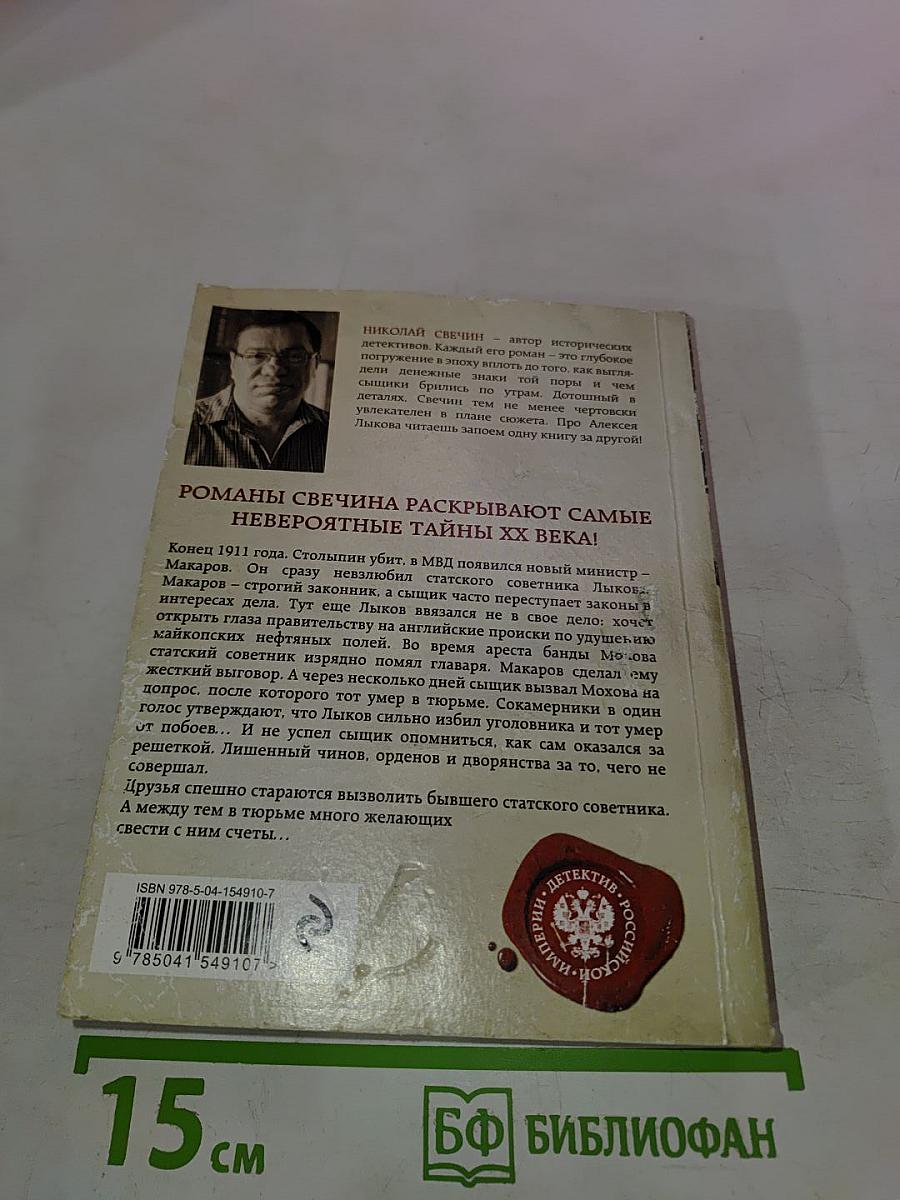 НИКОЛАЙ СВЕЧИН – автор исторических
детективов. Каждый его роман – это глубокое
погружение в эпоху вплоть до того, как выгля-
дели денежные знаки той поры и чем
сыщики брились по утрам. Дотошный в
деталях, Свечин тем не менее чертовски
увлекателен в плане сюжета. Про Алексея
Лыкова читаешь запоем одну книгу за другой!
РОМАНЫ СВЕЧИНА РАСКРЫВАЮТ САМЫЕ
НЕВЕРОЯТНЫЕ ТАЙНЫ XX ВЕКА!
Конец 1911 года. Столыпин убит, в МВД появился новый министр –
Макаров. Он сразу невзлюбил статского советника Лыкова.
Макаров – строгий законник, а сыщик часто переступает законы в
интересах дела. Тут еще Лыков ввязался не в свое дело: хочет
открыть глаза правительству на английские происки по удушению
майкопских нефтяных полей. Во время ареста банды Мохова
статский советник изрядно помял главаря. Макаров сделал ему
жесткий выговор. А через несколько дней сыщик вызвал Мохова на
допрос, после которого тот умер в тюрьме. Сокамерники в один
голос утверждают, что Лыков сильно избил уголовника и тот умер
от побоев… И не успел сыщик опомниться, как сам оказался за
решеткой. Лишенный чинов, орденов и дворянства за то, чего не
совершал.
Друзья спешно стараются вызволить бывшего статского советника.
А между тем в тюрьме много желающих
свести с ним счеты…
ISBN 978-5-04-154910-7
9 785041 549107 >
ДЕТЕКТИВ • РОССИЙСКОЙ • ИМПЕРИИ •
15 см
БФ БИБЛИОФАН